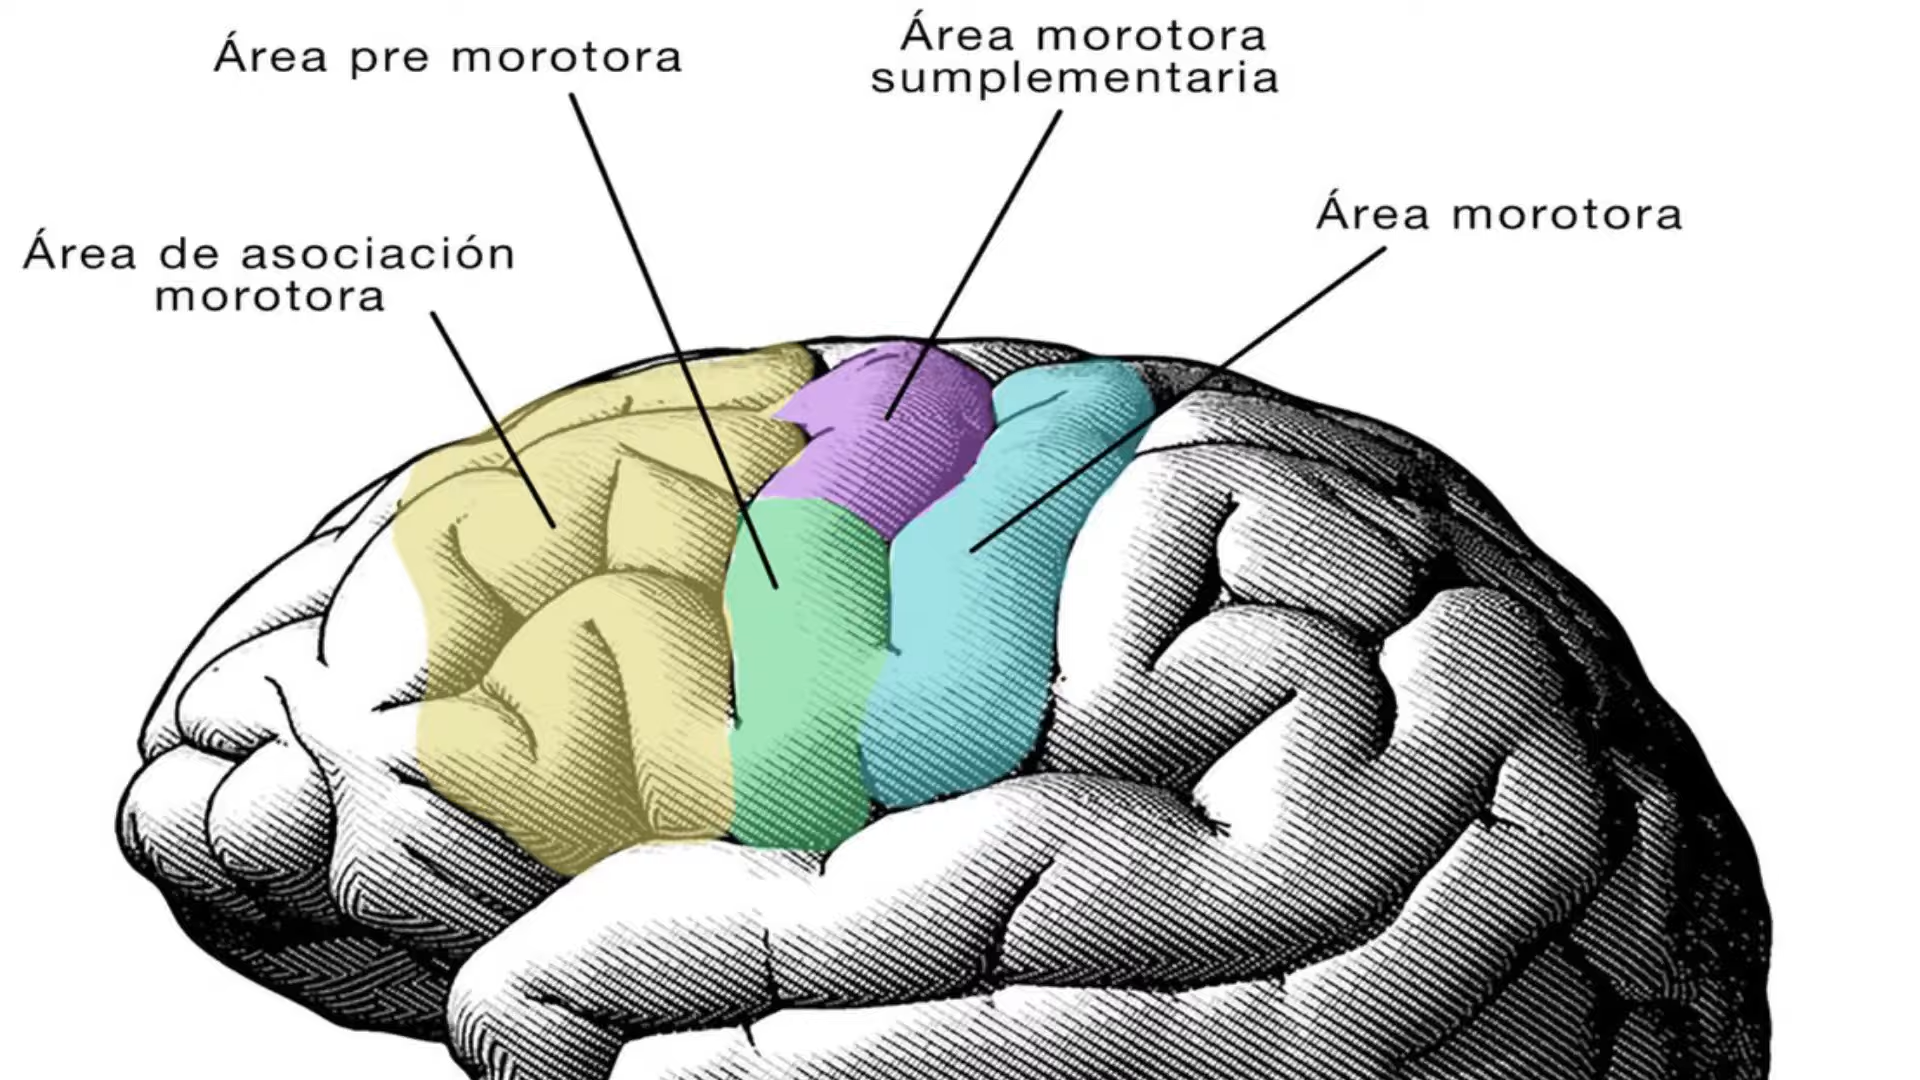 Área pre morotora
Área morotora
sumplementaria
Área morotora
Área de asociación
morotora